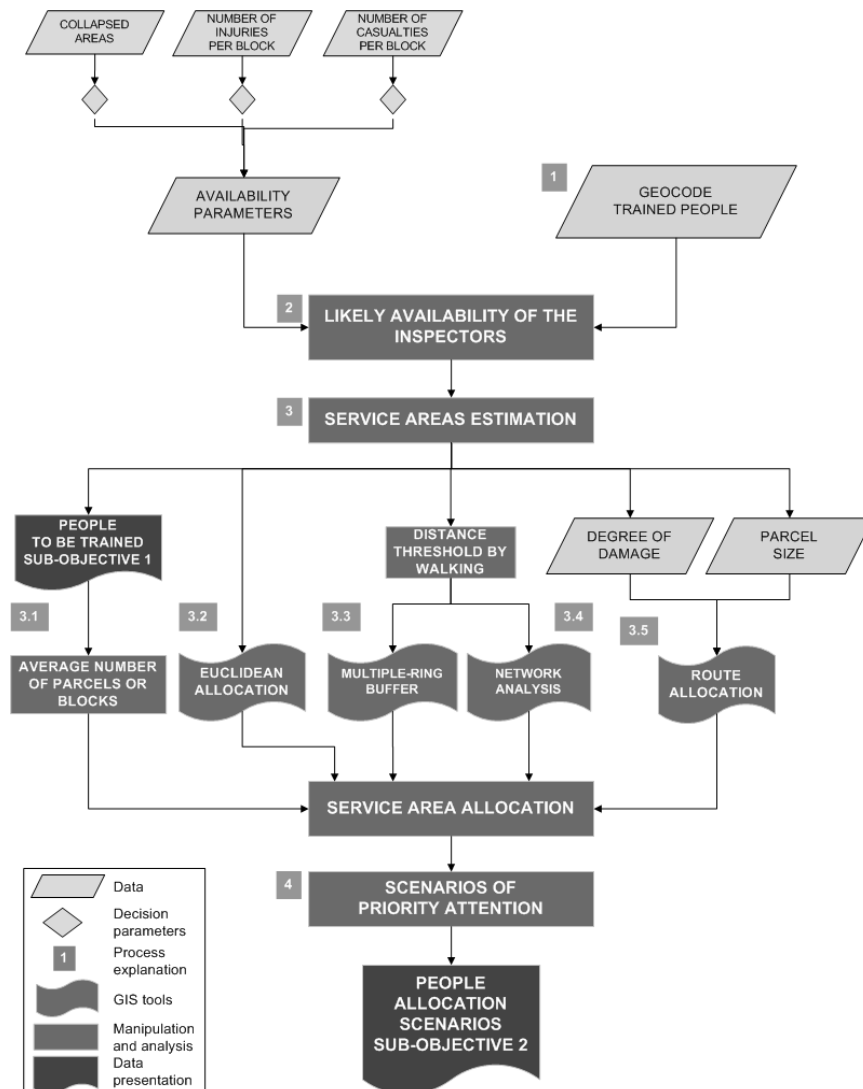 COLLAPSED
AREAS
NUMBER OF
INJURIES
PER BLOCK
NUMBER OF
CASUALTIES
PER BLOCK
AVAILABILITY
PARAMETERS
1
GEOCODE
TRAINED PEOPLE
2
LIKELY AVAILABILITY OF THE
INSPECTORS
3
SERVICE AREAS ESTIMATION
PEOPLE
TO BE TRAINED
SUB-OBJECTIVE 1
DISTANCE
THRESHOLD BY
WALKING
DEGREE OF
DAMAGE
PARCEL
SIZE
3.1
AVERAGE NUMBER
OF PARCELS OR
BLOCKS
3.2
EUCLIDEAN
ALLOCATION
3.3
MULTIPLE-RING
BUFFER
3.4
NETWORK
ANALYSIS
3.5
ROUTE
ALLOCATION
SERVICE AREA ALLOCATION
4
SCENARIOS OF
PRIORITY ATTENTION
PEOPLE
ALLOCATION
SCENARIOS
SUB-OBJECTIVE 2
Data
Decision
parameters
1
Process
explanation
GIS tools
Manipulation
and analysis
Data
presentation